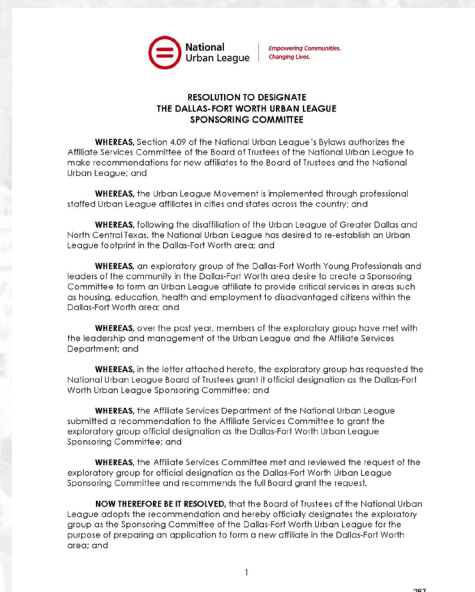 National
Urban League
Empowering Communities.
Changing Lives.
RESOLUTION TO DESIGNATE
THE DALLAS-FORT WORTH URBAN LEAGUE
SPONSORING COMMITTEE
WHEREAS, Section 4.09 of the National Urban League's Bylaws authorizes the
Affiliate Services Committee of the Board of Trustees of the National Urban League to
make recommendations for new affiliates to the Board of Trustees and the National
Urban League; and
WHEREAS, the Urban League Movement is implemented through professional
staffed Urban League affiliates in cities and states across the country; and
WHEREAS, following the disaffiliation of the Urban League of Greater Dallas and
North Central Texas, the National Urban League has desired to re-establish an Urban
League footprint in the Dallas-Fort Worth area; and
WHEREAS, an exploratory group of the Dallas-Fort Worth Young Professionals and
leaders of the community in the Dallas-Fort Worth area desire to create a Sponsoring
Committee to form an Urban League affiliate to provide critical services in areas such
as housing, education, health and employment to disadvantaged citizens within the
Dallas-Fort Worth area; and
WHEREAS, over the past year, members of the exploratory group have met with
the leadership and management of the Urban League and the Affiliate Services
Department; and
WHEREAS, in the letter attached hereto, the exploratory group has requested the
National Urban League Board of Trustees grant it official designation as the Dallas-Fort
Worth Urban League Sponsoring Committee; and
WHEREAS, the Affiliate Services Department of the National Urban League
submitted a recommendation to the Affiliate Services Committee to grant the
exploratory group official designation as the Dallas-Fort Worth Urban League
Sponsoring Committee; and
WHEREAS, the Affiliate Services Committee met and reviewed the request of the
exploratory group for official designation as the Dallas-Fort Worth Urban League
Sponsoring Committee and recommends the full Board grant the request.
NOW THEREFORE BE IT RESOLVED, that the Board of Trustees of the National Urban
League adopts the recommendation and hereby officially designates the exploratory
group as the Sponsoring Committee of the Dallas-Fort Worth Urban League for the
purpose of preparing an application to form a new affiliate in the Dallas-Fort Worth
area; and
1
287